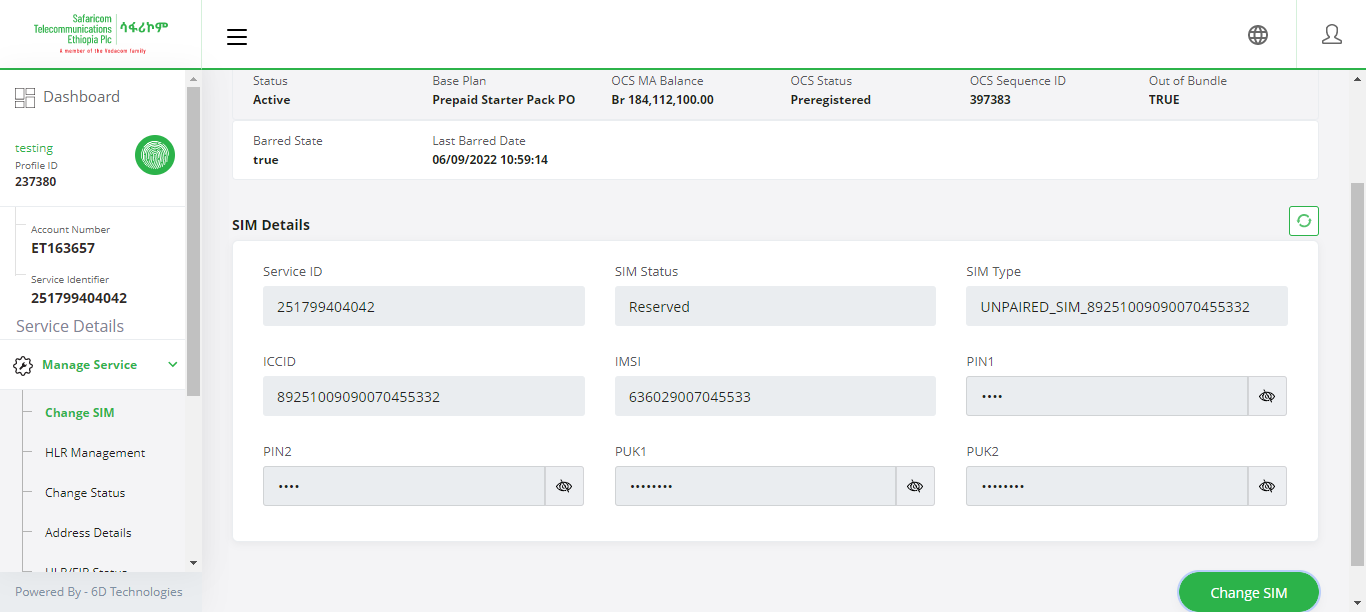 Safaricom
Telecommunications
Ethiopia Plc
ሳፋሪኮም
A member of the Vodacom family
Dashboard
testing
Profile ID
237380
Account Number
ET163657
Service Identifier
251799404042
Service Details
Manage Service
Change SIM
HLR Management
Change Status
Address Details
HLR/EIR Status
Powered By - 6D Technologies
Status Base Plan OCS MA Balance OCS Status OCS Sequence ID Out of Bundle
Active Prepaid Starter Pack PO Br 184,112,100.00 Preregistered 397383 TRUE
Barred State Last Barred Date
true 06/09/2022 10:59:14
SIM Details
Service ID SIM Status SIM Type
251799404042 Reserved UNPAIRED_SIM_89251009090070455332
ICCID IMSI PIN1
89251009090070455332 636029007045533 ••••
PIN2 PUK1 PUK2
•••• •••••••• ••••••••
Change SIM